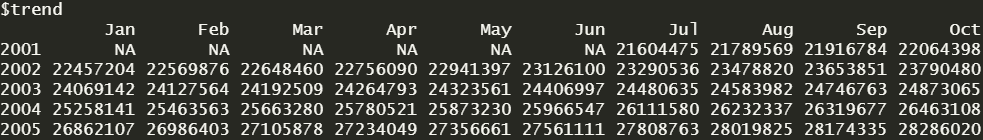 $trend
Jan Feb Mar Apr May Jun Jul Aug Sep Oct
2001 NA NA NA NA NA NA 21604475 21789569 21916784 22064398
2002 22457204 22569876 22648460 22756090 22941397 23126100 23290536 23478820 23653851 23790480
2003 24069142 24127564 24192509 24264793 24323561 24406997 24480635 24583982 24746763 24873065
2004 25258141 25463563 25663280 25780521 25873230 25966547 26111580 26232337 26319677 26463108
2005 26862107 26986403 27105878 27234049 27356661 27561111 27808763 28019825 28174335 28286020